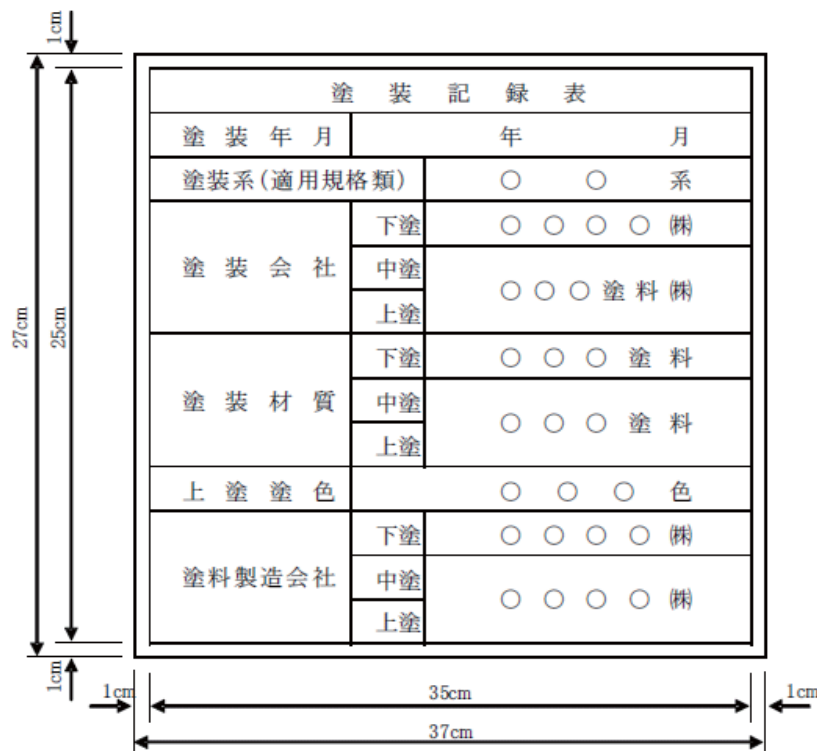 1cm
塗装記録表
塗装年月 年 月
塗装系(適用規格類) ○ ○ 系
塗装会社 下塗 ○ ○ ○ ○ ㈱
中塗 ○ ○ ○ 塗 料 ㈱
上塗
塗装材質 下塗 ○ ○ ○ 塗 料
中塗 ○ ○ ○ 塗 料
上塗
上塗塗色 ○ ○ ○ 色
塗料製造会社 下塗 ○ ○ ○ ○ ㈱
中塗 ○ ○ ○ ○ ㈱
上塗
27cm
25cm
1cm
1cm
35cm
1cm
37cm